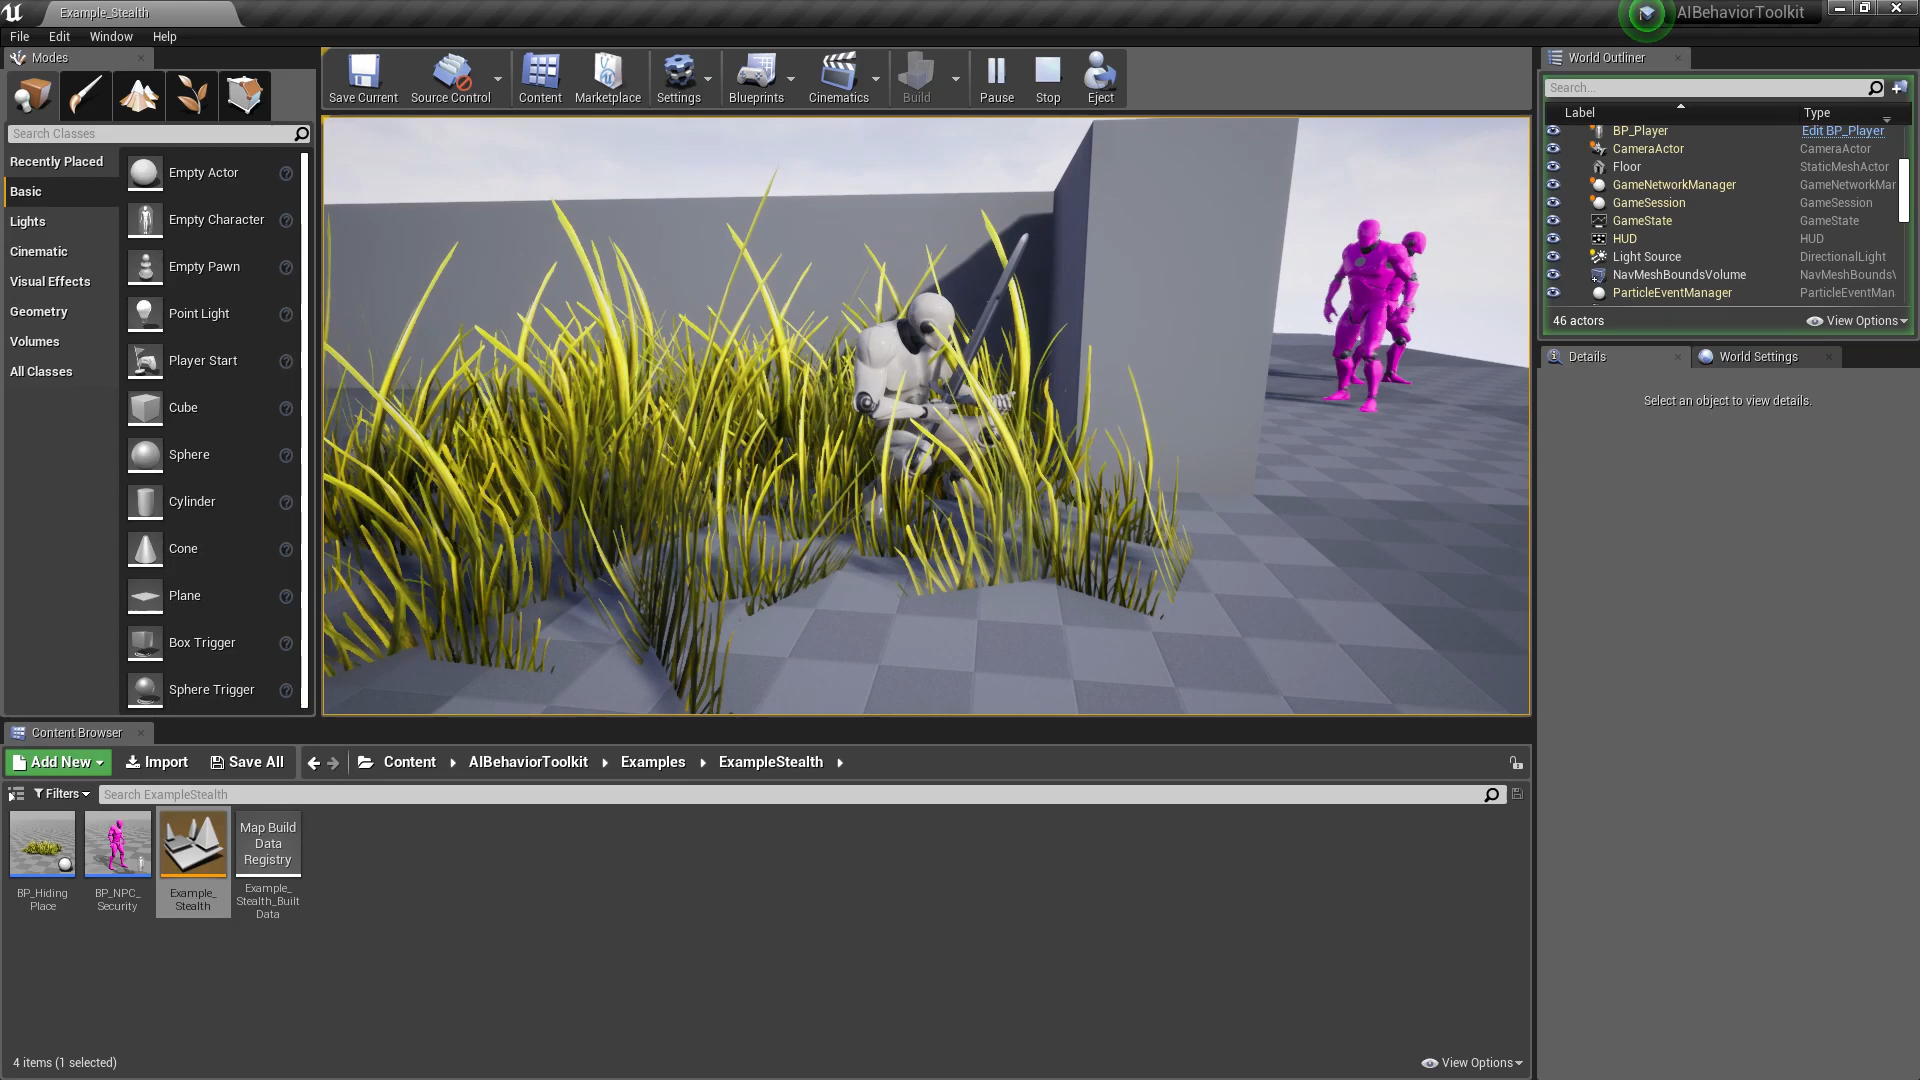 Example_Stealth
AIBehaviorToolkit
File Edit Window Help
Modes
Search Classes
Recently Placed
Basic
Lights
Cinematic
Visual Effects
Geometry
Volumes
All Classes
Empty Actor
Empty Character
Empty Pawn
Point Light
Player Start
Cube
Sphere
Cylinder
Cone
Plane
Box Trigger
Sphere Trigger
Save Current Source Control Content Marketplace Settings Blueprints Cinematics Build Pause Stop Eject
World Outliner
Search...
Label Type
BP_Player Edit BP_Player
CameraActor CameraActor
Floor StaticMeshActor
GameNetworkManager GameNetworkMar
GameSession GameSession
GameState GameState
HUD HUD
Light Source DirectionalLight
NavMeshBoundsVolume NavMeshBoundsV
ParticleEventManager ParticleEventMan
46 actors View Options
Details World Settings
Select an object to view details.
Content Browser
Add New Import Save All Content AIBehaviorToolkit Examples ExampleStealth
Filters Search ExampleStealth
BP_Hiding
Place
BP_NPC_
Security
Example_
Stealth
Map Build
Data
Registry
Example_
Stealth_Built
Data
4 items (1 selected) View Options